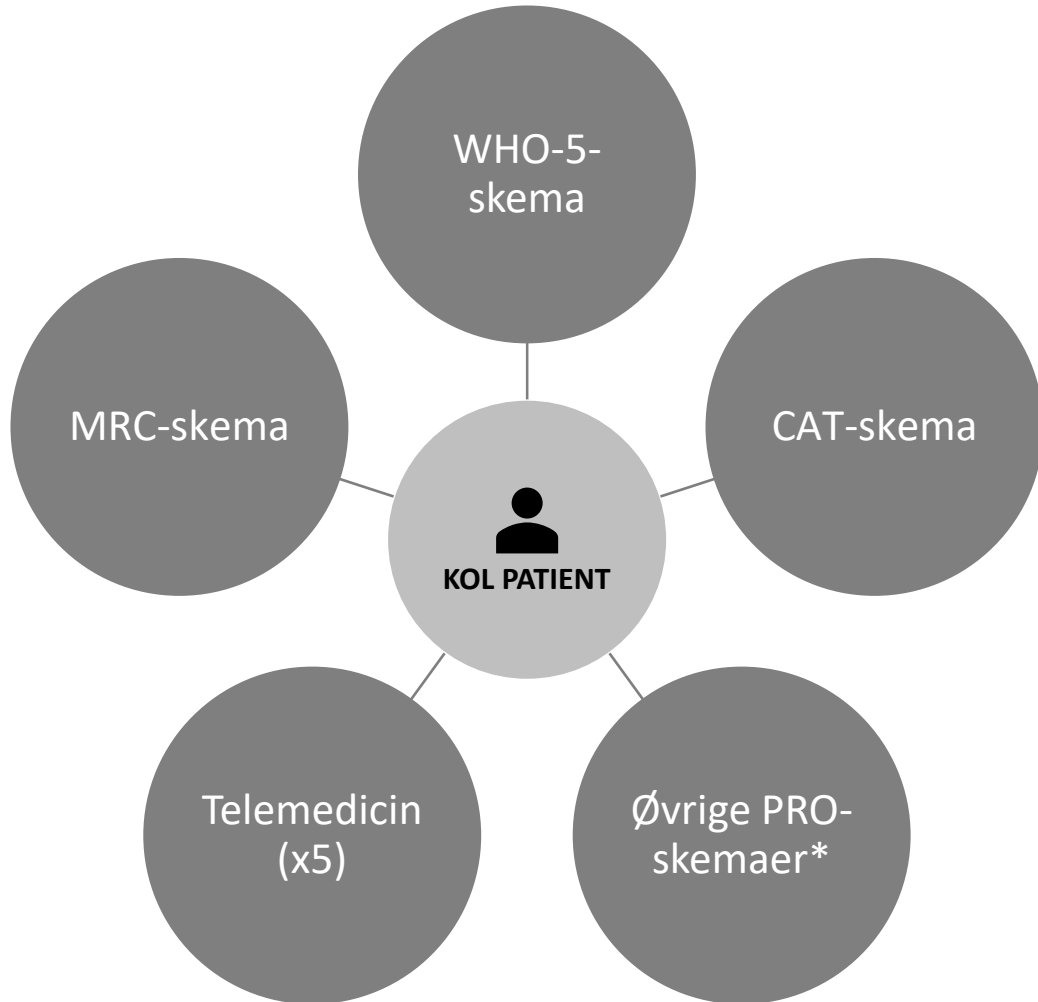 WHO-5-
skema
MRC-skema
CAT-skema
KOL PATIENT
Telemedicin
(x5)
Øvrige PRO-
skemaer*